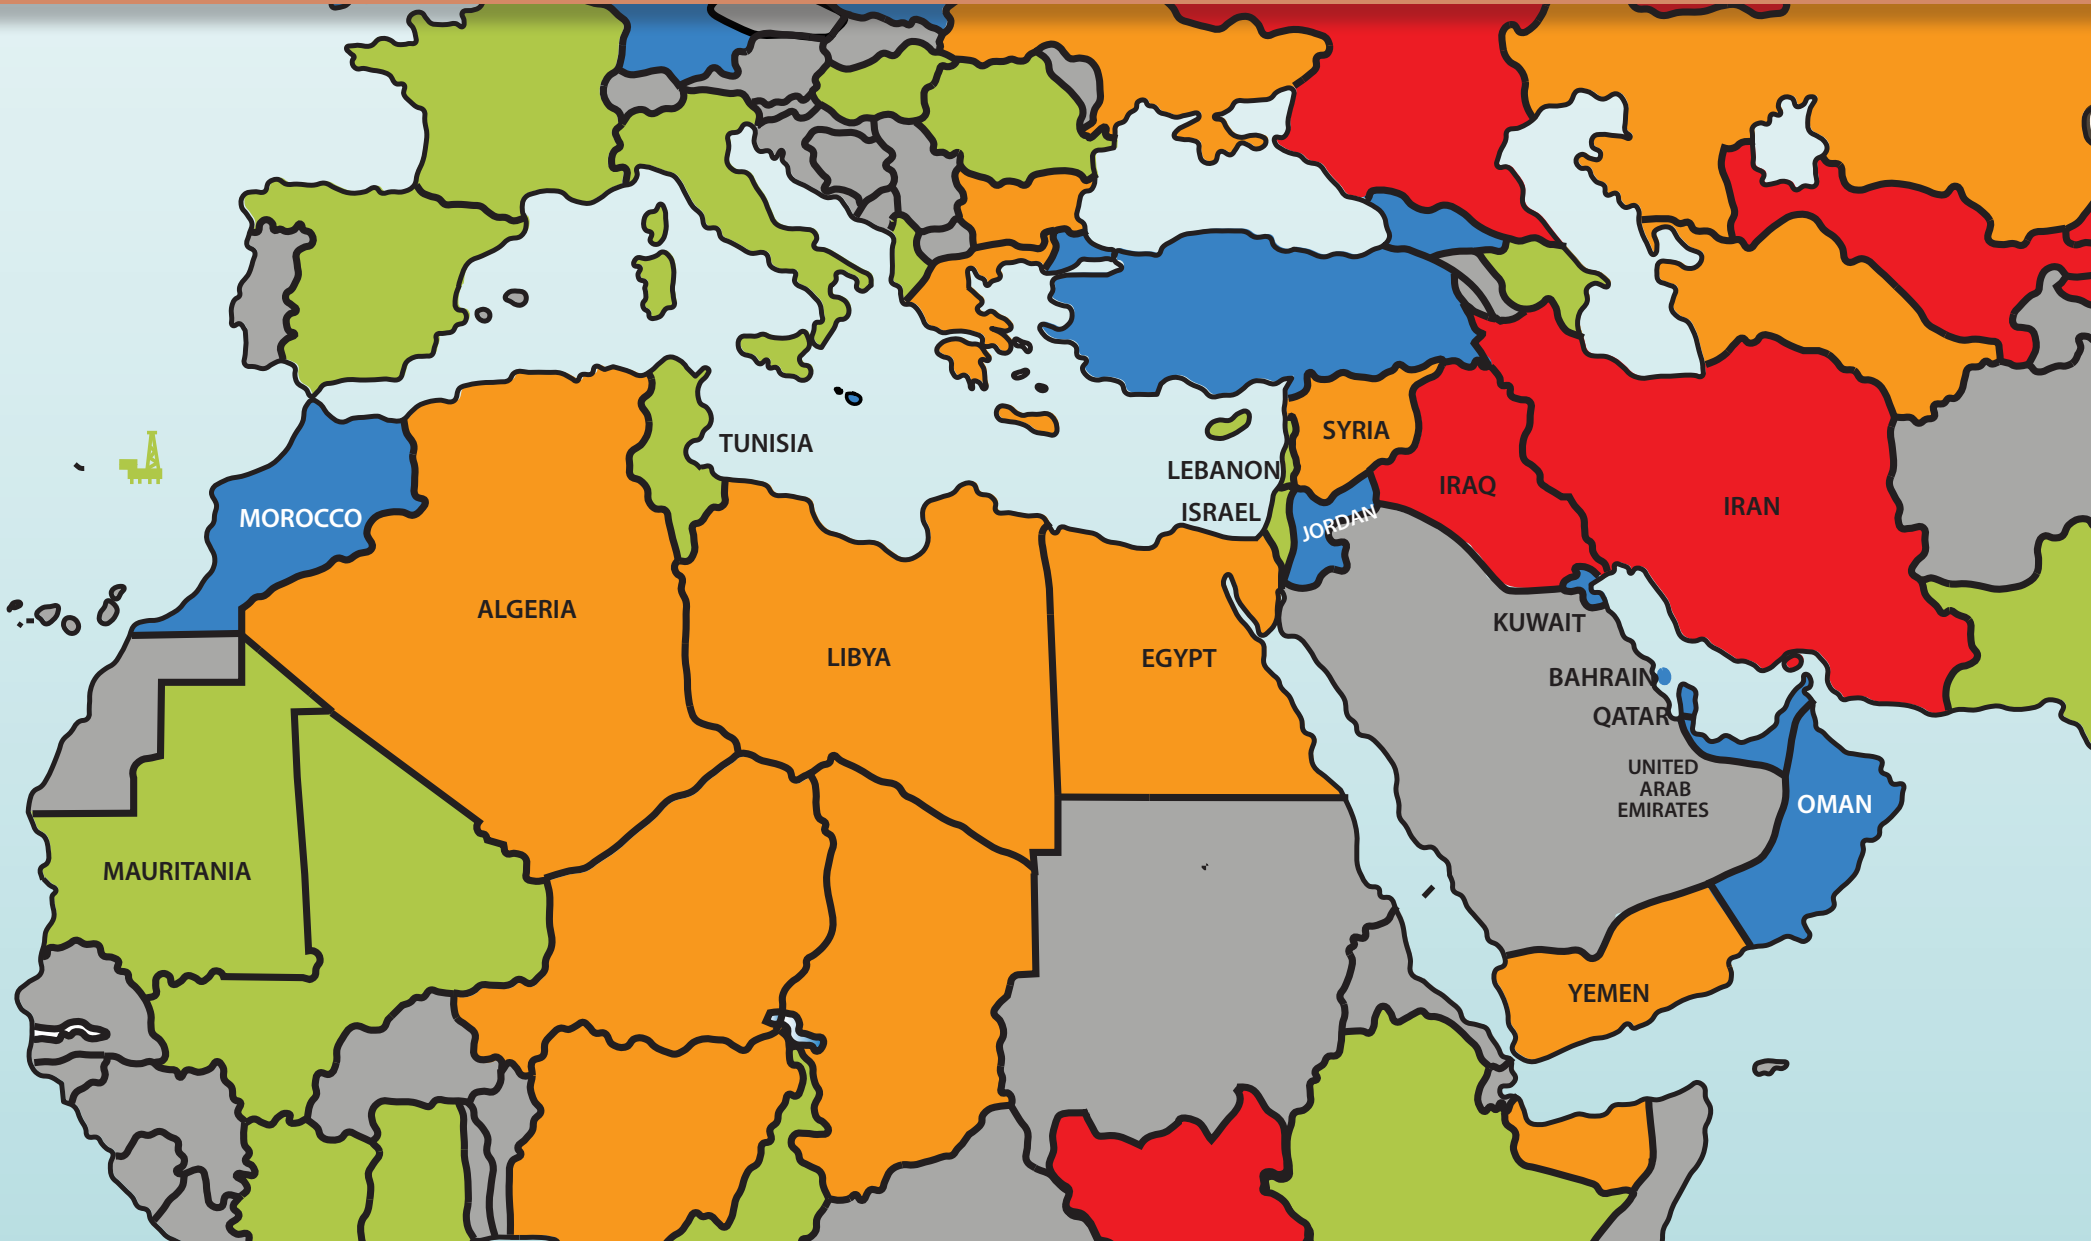 TUNISIA
SYRIA
LEBANON
IRAQ
IRAN
ISRAEL
JORDAN
MOROCCO
ALGERIA
KUWAIT
LIBYA
EGYPT
BAHRAIN
QATAR
UNITED
ARAB
EMIRATES
OMAN
MAURITANIA
YEMEN